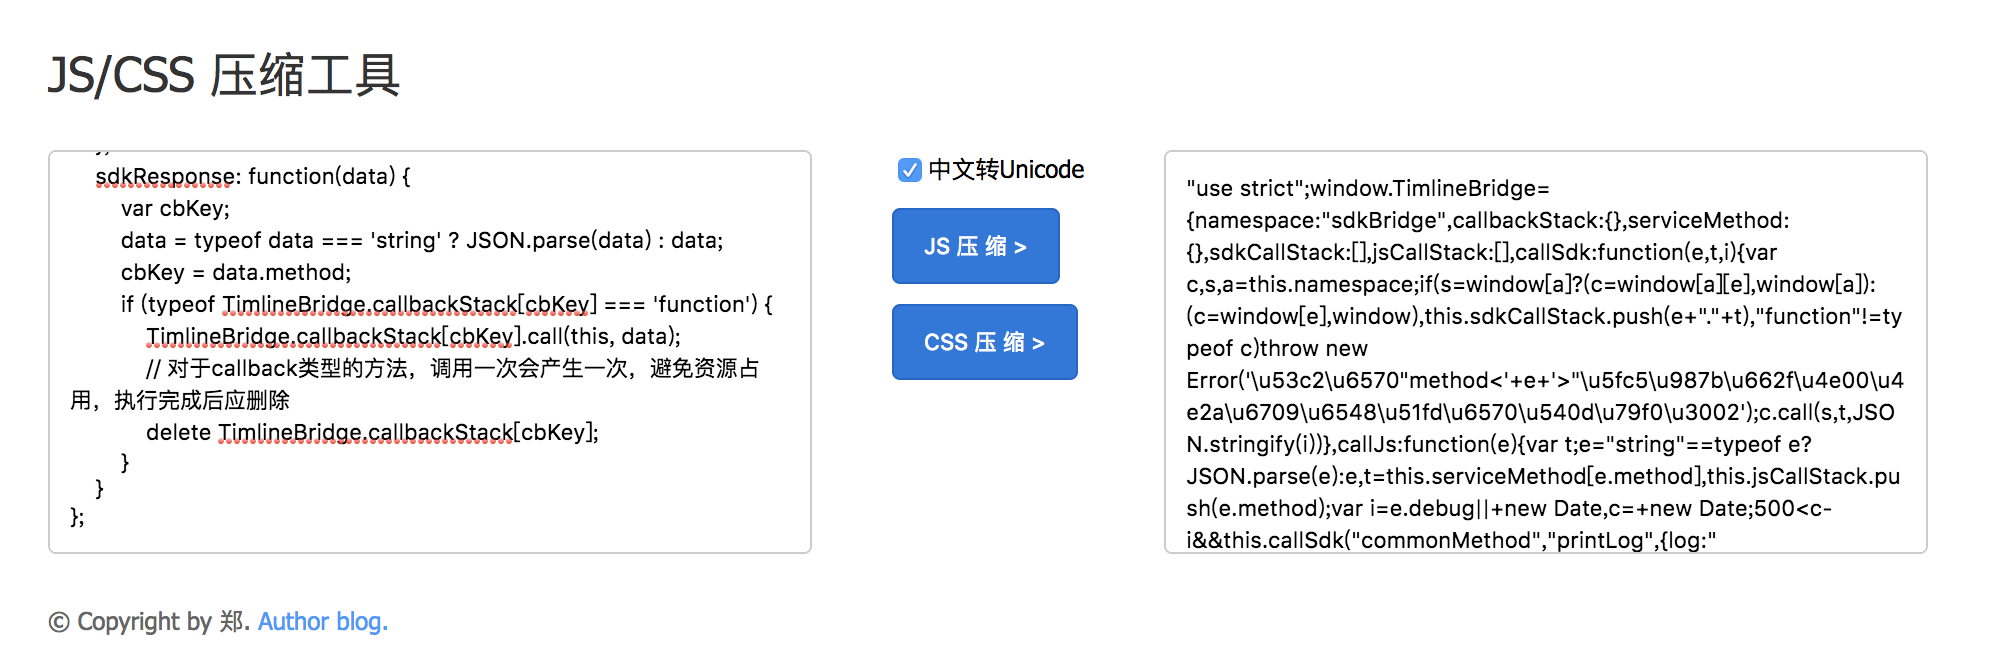 JS/CSS 压缩工具
sdkResponse: function(data) {
var cbKey;
data = typeof data === 'string' ? JSON.parse(data) : data;
cbKey = data.method;
if (typeof TimlineBridge.callbackStack[cbKey] === 'function') {
TimlineBridge.callbackStack[cbKey].call(this, data);
// 对于callback类型的方法，调用一次会产生一次，避免资源占
用，执行完成后应删除
delete TimlineBridge.callbackStack[cbKey];
}
}
};
中文转Unicode
JS 压 缩 >
CSS 压 缩 >
"use strict";window.TimlineBridge=
{namespace:"sdkBridge",callbackStack:{},serviceMethod:
{},sdkCallStack:[],jsCallStack:[],callSdk:function(e,t,i){var
c,s,a=this.namespace;if(s=window[a]?(c=window[a][e],window[a]):
(c=window[e],window),this.sdkCallStack.push(e+"."+t),"function"!=ty
peof c)throw new
Error('\u53c2\u6570"method<'+e+'>"\u5fc5\u987b\u662f\u4e00\u4
e2a\u6709\u6548\u51fd\u6570\u540d\u79f0\u3002');c.call(s,t,JSO
N.stringify(i))},callJs:function(e){var t;e="string"==typeof e?
JSON.parse(e):e,t=this.serviceMethod[e.method],this.jsCallStack.pu
sh(e.method);var i=e.debug||+new Date,c=+new Date;500<c-
i&&this.callSdk("commonMethod","printLog",{log:"
© Copyright by 郑. Author blog.